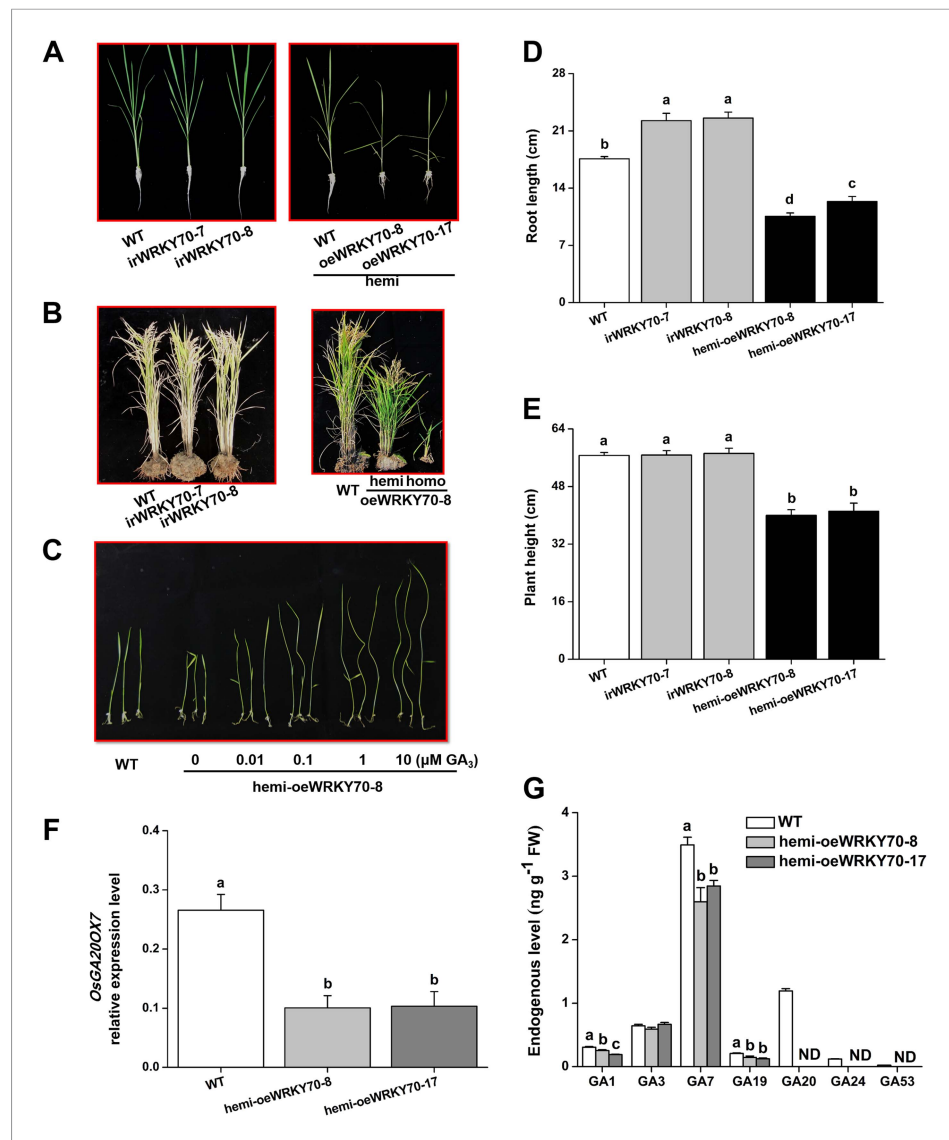 A
WT
irWRKY70-7
irWRKY70-8
WT
oeWRKY70-8
oeWRKY70-17
hemi
B
WT
irWRKY70-7
irWRKY70-8
WT
hemi homo
oeWRKY70-8
C
WT
0 0.01 0.1 1 10 (μM GA₃)
hemi-oeWRKY70-8
D
Root length (cm)
28
21
14
7
0
b
a
a
d
c
WT
irWRKY70-7
irWRKY70-8
hemi-oeWRKY70-8
hemi-oeWRKY70-17
E
Plant height (cm)
64
48
32
16
0
a
a
a
b
b
WT
irWRKY70-7
irWRKY70-8
hemi-oeWRKY70-8
hemi-oeWRKY70-17
F
OsGA20OX7
relative expression level
0.4
0.3
0.2
0.1
0.0
a
b
b
WT
hemi-oeWRKY70-8
hemi-oeWRKY70-17
G
Endogenous level (ng g⁻¹ FW)
4
3
2
1
0
WT
hemi-oeWRKY70-8
hemi-oeWRKY70-17
a b c
a b b
a b b
ND
ND
ND
GA1 GA3 GA7 GA19 GA20 GA24 GA53